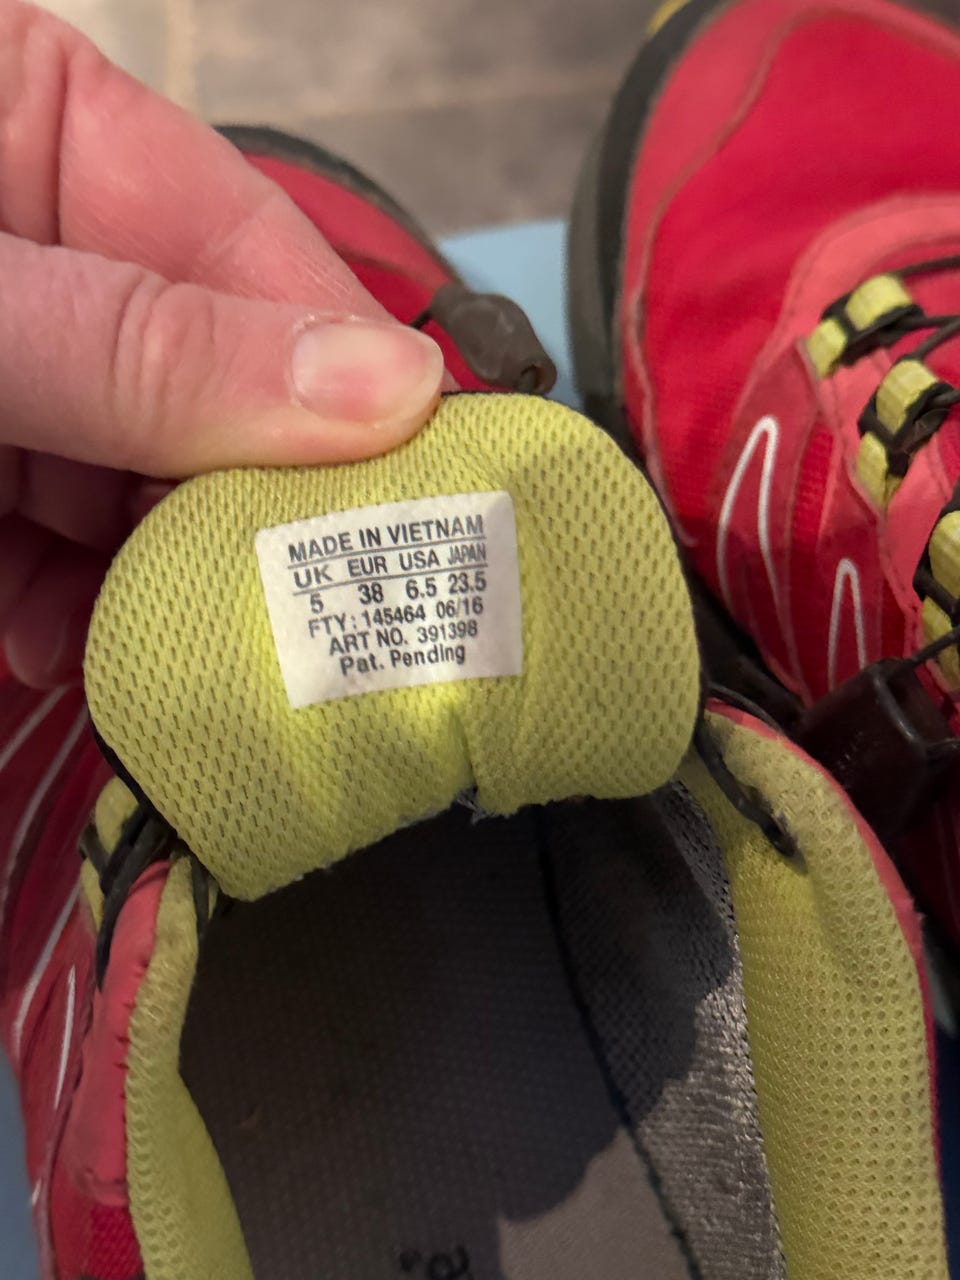 MADE IN VIETNAM
UK EUR USA JAPAN
5 38 6.5 23.5
FTY: 145464 06/16
ART NO. 391398
Pat. Pending